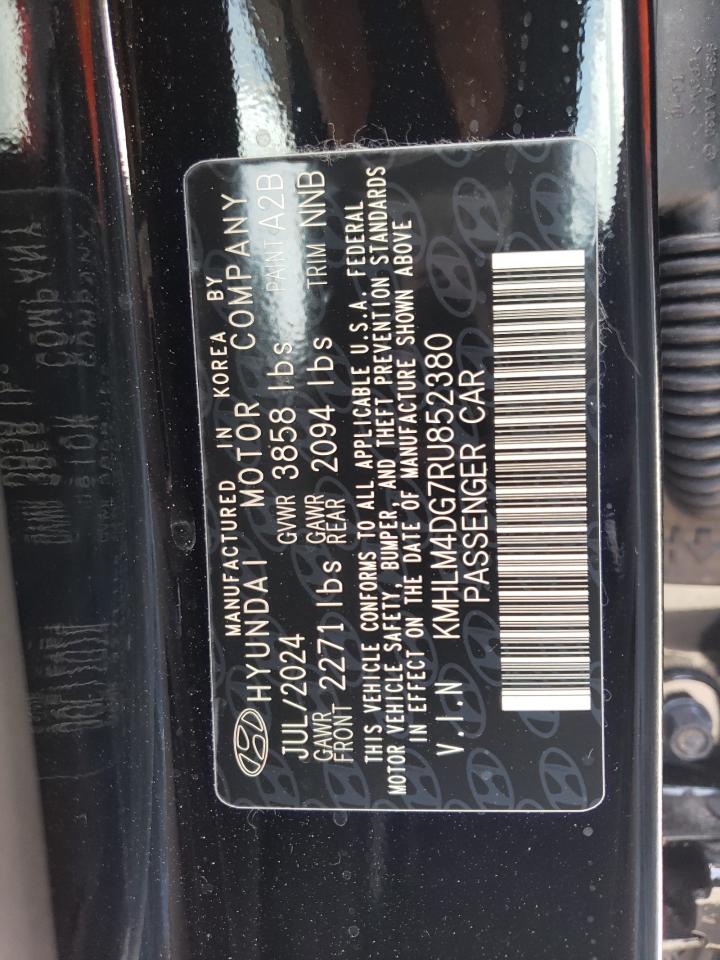 MANUFACTURED IN KOREA BY
HYUNDAI MOTOR COMPANY
JUL/2024 GVWR 3858 lbs PAINT A2B
GAWR FRONT 2271 lbs GAWR REAR 2094 lbs TRIM NNB
THIS VEHICLE CONFORMS TO ALL APPLICABLE U.S.A. FEDERAL
MOTOR VEHICLE SAFETY, BUMPER, AND THEFT PREVENTION STANDARDS
IN EFFECT ON THE DATE OF MANUFACTURE SHOWN ABOVE
V.I.N KMHLM4DG7RU852380
PASSENGER CAR